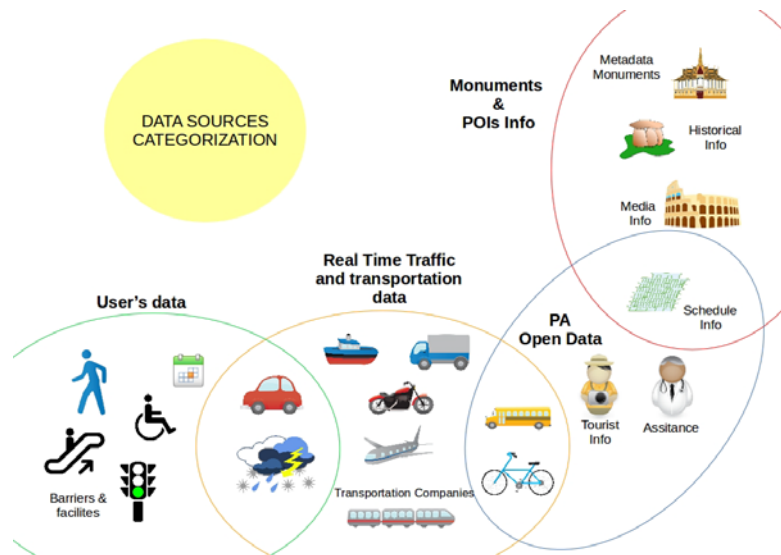 DATA SOURCES
CATEGORIZATION
Monuments
&
POIs Info
Metadata
Monuments
Historical
Info
Media
Info
Schedule
Info
Real Time Traffic
and transportation
data
User's data
PA
Open Data
Tourist
Info
Assitance
Barriers &
facilites
Transportation Companies